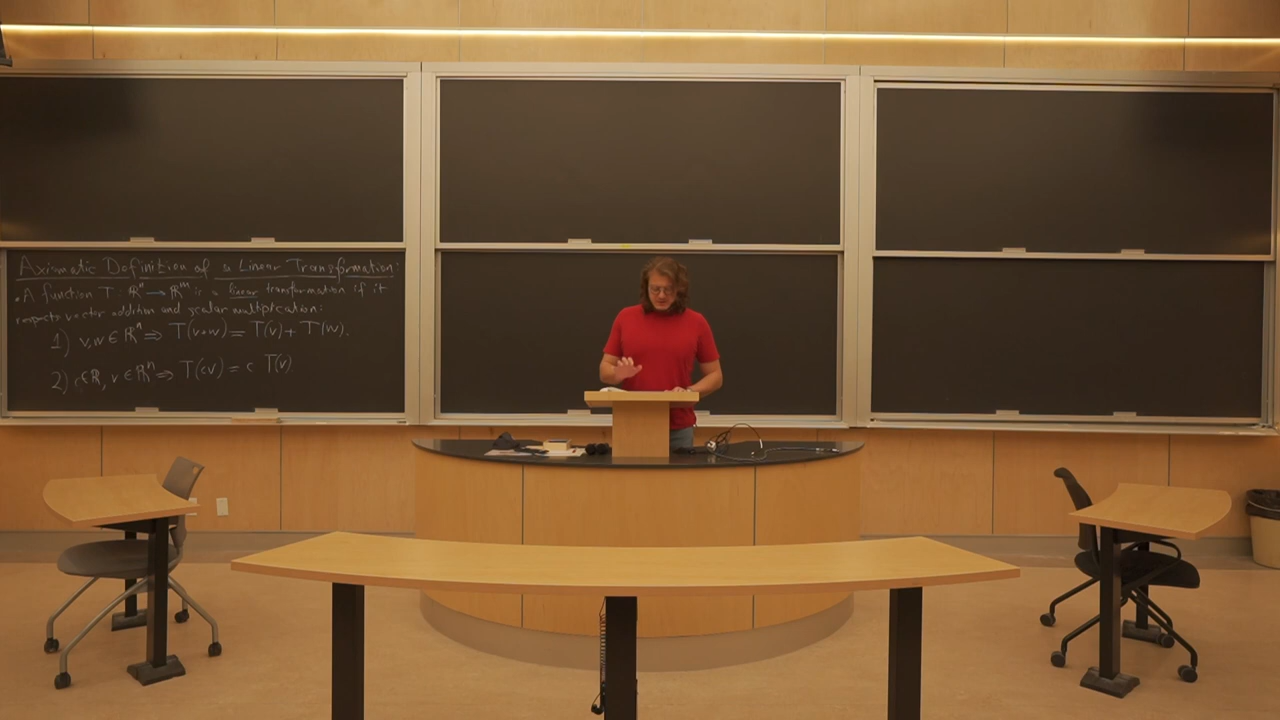 Aximatic Definition of a Linear Transformation:
• A function T: ℝⁿ → ℝᵐ is a linear transformation if it
respects vector addition and scalar multiplication:
1) v,w ∈ ℝⁿ ⇒ T(v+w) = T(v) + T(w).
2) c∈ℝ, v ∈ ℝⁿ ⇒ T(cv) = c T(v)